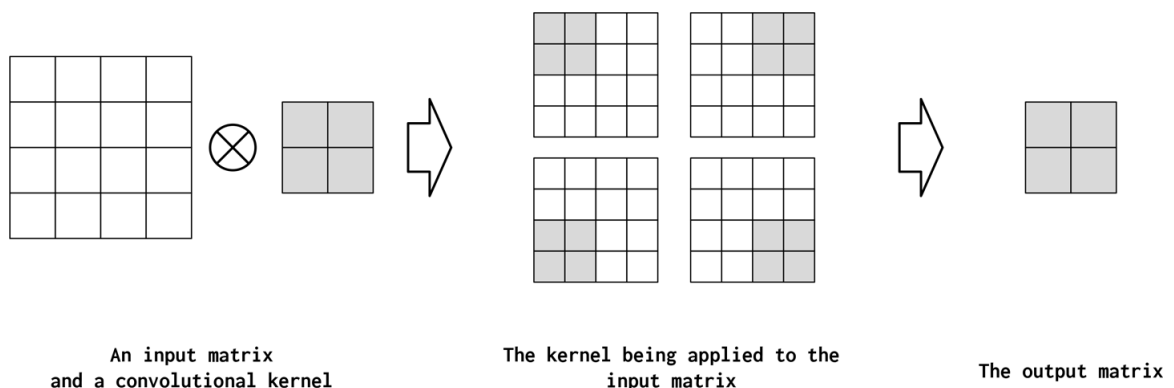 An input matrix
and a convolutional kernel
The kernel being applied to the
input matrix
The output matrix